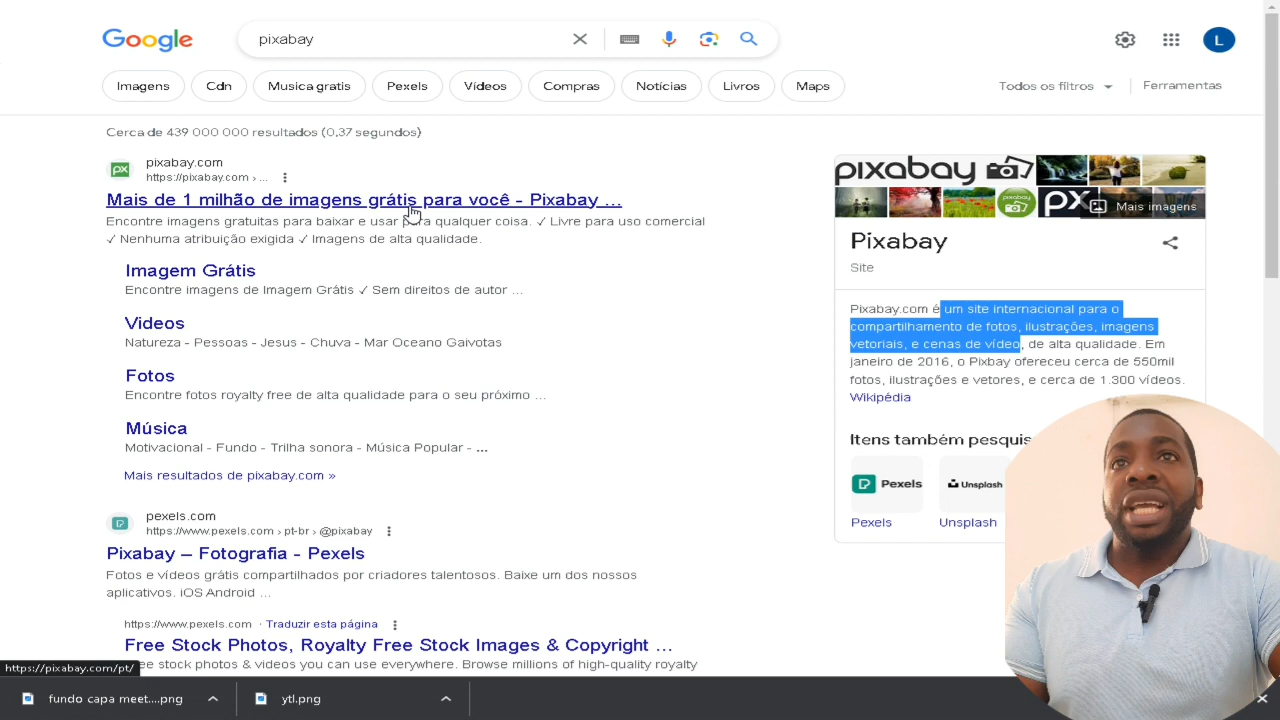 Google
pixabay
L
Imagens
Cdn
Musica gratis
Pexels
Vídeos
Compras
Notícias
Livros
Maps
Todos os filtros
Ferramentas
Cerca de 439 000 000 resultados (0,37 segundos)
px
pixabay.com
https://pixabay.com › ...
Mais de 1 milhão de imagens grátis para você - Pixabay ...
Encontre imagens gratuitas para baixar e usar para qualquer coisa. ✓ Livre para uso comercial
✓ Nenhuma atribuição exigida ✓ Imagens de alta qualidade.
Imagem Grátis
Encontre imagens de Imagem Grátis ✓ Sem direitos de autor ...
Videos
Natureza - Pessoas - Jesus - Chuva - Mar Oceano Gaivotas
Fotos
Encontre fotos royalty free de alta qualidade para o seu próximo ...
Música
Motivacional - Fundo - Trilha sonora - Música Popular - ...
Mais resultados de pixabay.com »
pexels.com
https://www.pexels.com › pt-br › @pixabay
Pixabay – Fotografia - Pexels
Fotos e vídeos grátis compartilhados por criadores talentosos. Baixe um dos nossos
aplicativos. iOS Android ...
https://www.pexels.com · Traduzir esta página
Free Stock Photos, Royalty Free Stock Images & Copyright ...
stock photos & videos you can use everywhere. Browse millions of high-quality royalty
https://pixabay.com/pt/
fundo capa meet....png
ytl.png
pixabay
pixabay
px
Mais imagens
Pixabay
Site
Pixabay.com é um site internacional para o
compartilhamento de fotos, ilustrações, imagens
vetoriais, e cenas de vídeo, de alta qualidade. Em
janeiro de 2016, o Pixbay ofereceu cerca de 550mil
fotos, ilustrações e vetores, e cerca de 1.300 vídeos.
Wikipédia
Itens também pesquis
Pexels
Unsplash
Pexels
Unsplash